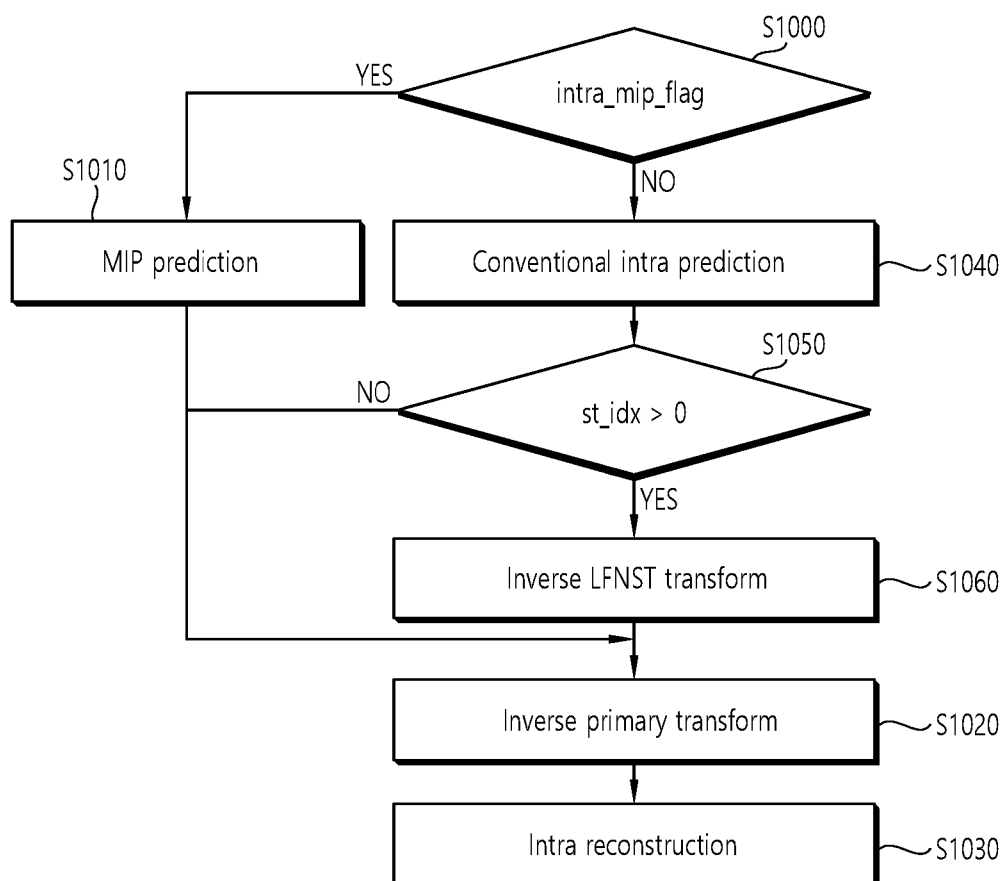 S1000
YES
intra_mip_flag
S1010
NO
MIP prediction
Conventional intra prediction
S1040
S1050
NO
st_idx > 0
YES
Inverse LFNST transform
S1060
Inverse primary transform
S1020
Intra reconstruction
S1030